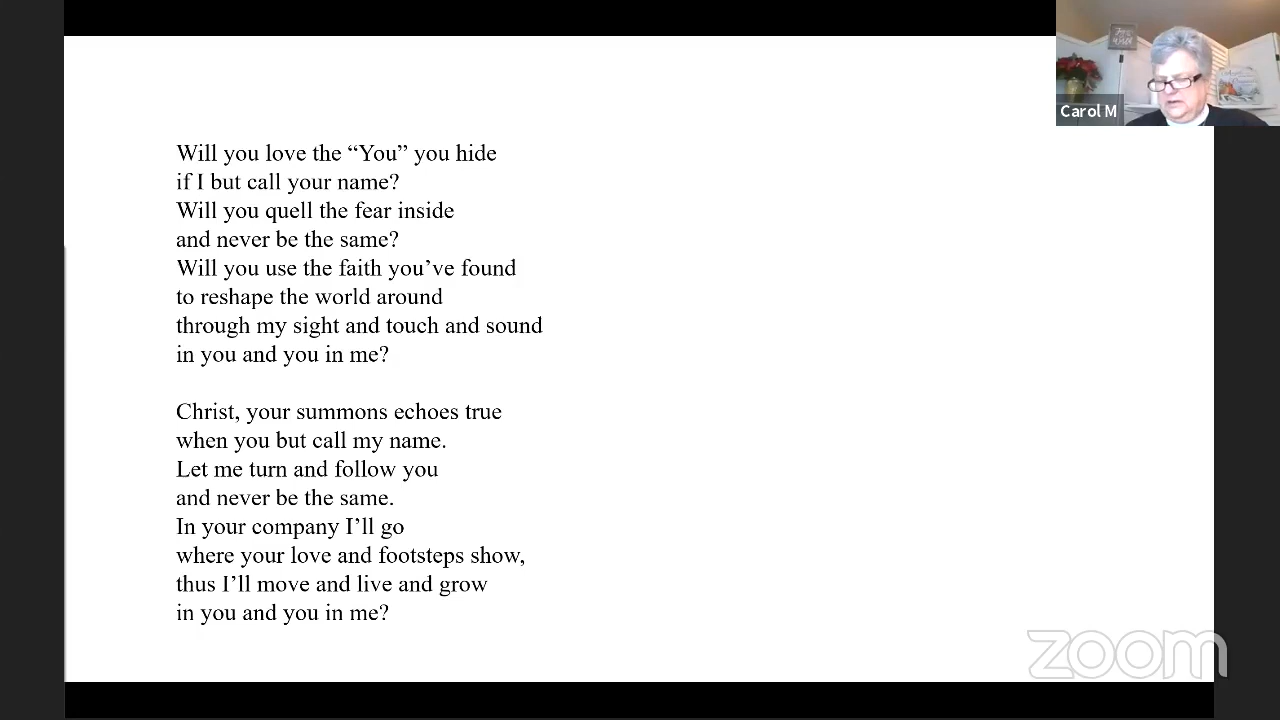 Will you love the “You” you hide
if I but call your name?
Will you quell the fear inside
and never be the same?
Will you use the faith you’ve found
to reshape the world around
through my sight and touch and sound
in you and you in me?
Christ, your summons echoes true
when you but call my name.
Let me turn and follow you
and never be the same.
In your company I’ll go
where your love and footsteps show,
thus I’ll move and live and grow
in you and you in me?
Carol M
zoom